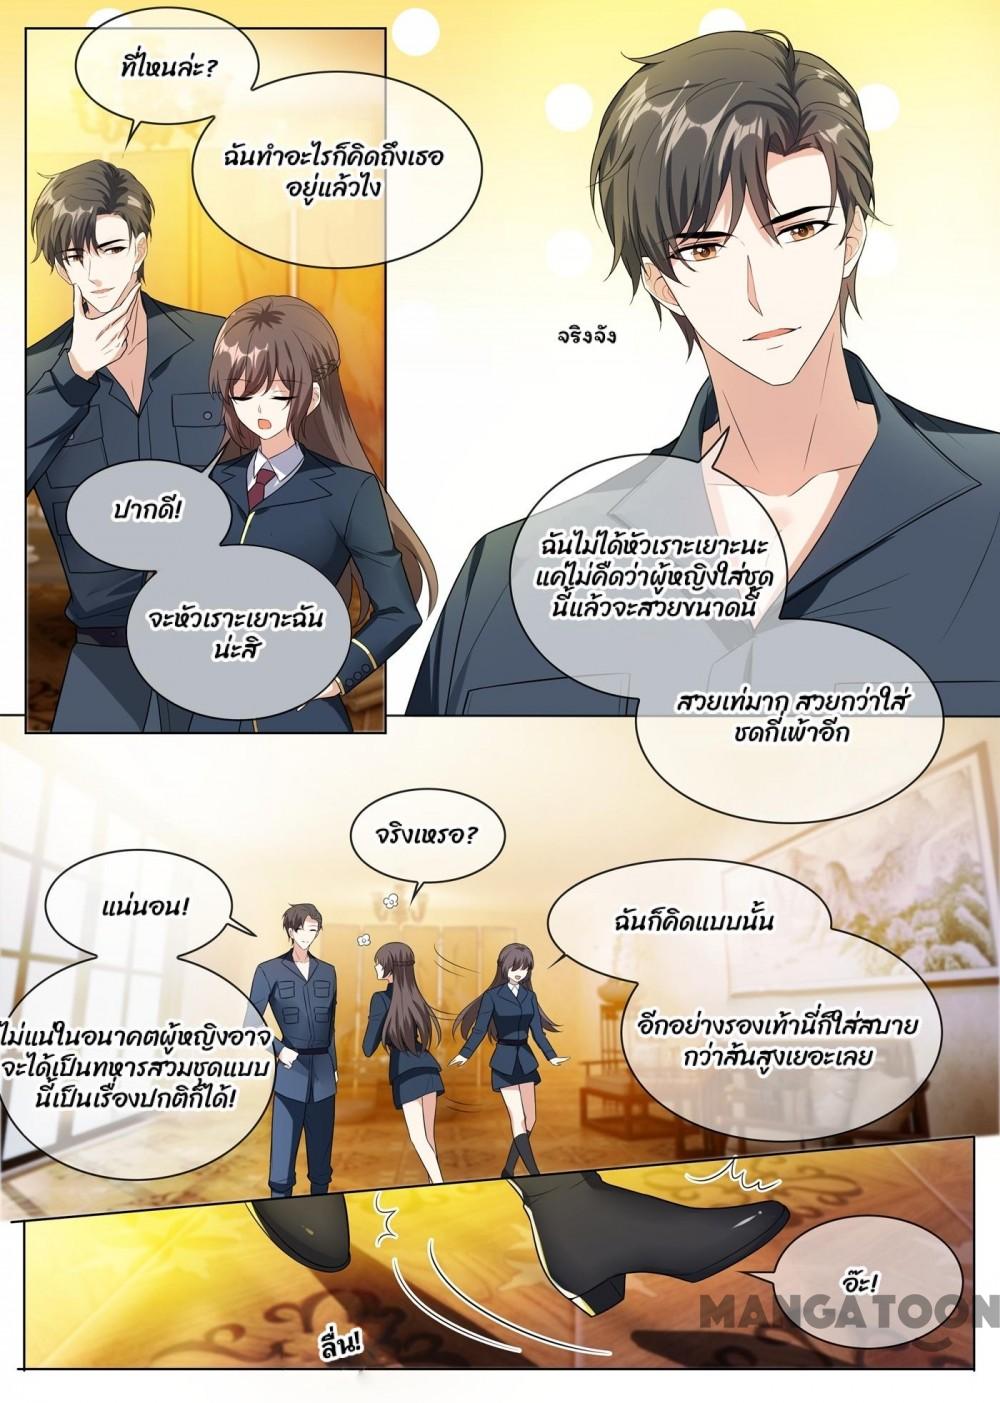 ที่ไหนล่ะ?
ฉันทำอะไรก็คิดถึงเธอ
อยู่แล้วไง
จริงจัง
ปากดี!
จะหัวเราะเยาะฉัน
น่ะสิ
ฉันไม่ได้หัวเราะเยาะนะ
แค่ไม่คืดว่าผู้หญิงใส่ชุด
นี้แล้วจะสวยขนาดนี้
สวยเท่มาก สวยกว่าใส่
ชดกี่เพ้าอีก
จริงเหรอ?
แน่นอน!
ไม่แน่ในอนาคตผู้หญิงอาจ
จะได้เป็นทหารสวมชุดแบบ
นี้เป็นเรื่องปกติก็ได้!
ฉันก็คิดแบบนั้น
อีกอย่างรองเท้านี่ก็ใส่สบาย
กว่าส้นสูงเยอะเลย
อ๊ะ!
ลื่น!
MANGATOON